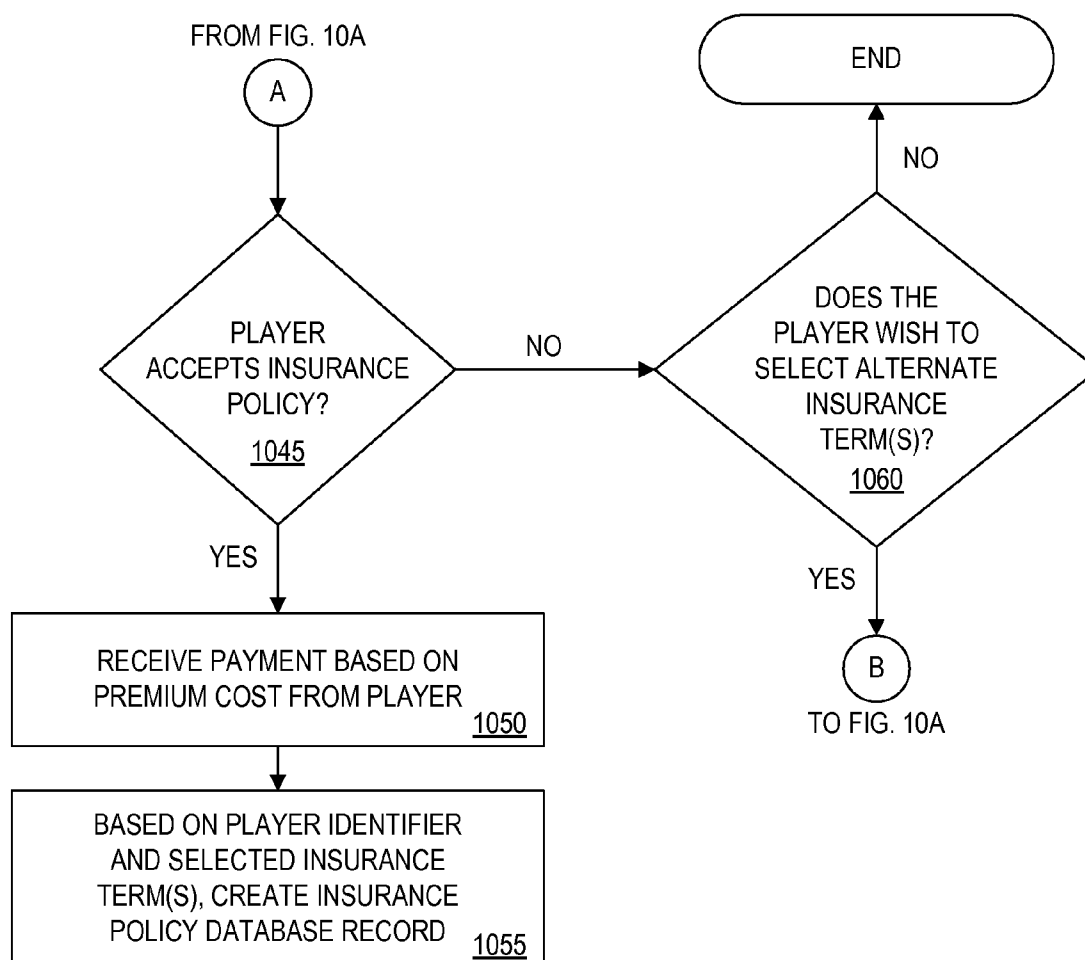 FROM FIG. 10A
A
PLAYER
ACCEPTS INSURANCE
POLICY?
1045
NO
YES
RECEIVE PAYMENT BASED ON
PREMIUM COST FROM PLAYER
1050
BASED ON PLAYER IDENTIFIER
AND SELECTED INSURANCE
TERM(S), CREATE INSURANCE
POLICY DATABASE RECORD
1055
END
NO
DOES THE
PLAYER WISH TO
SELECT ALTERNATE
INSURANCE
TERM(S)?
1060
YES
B
TO FIG. 10A